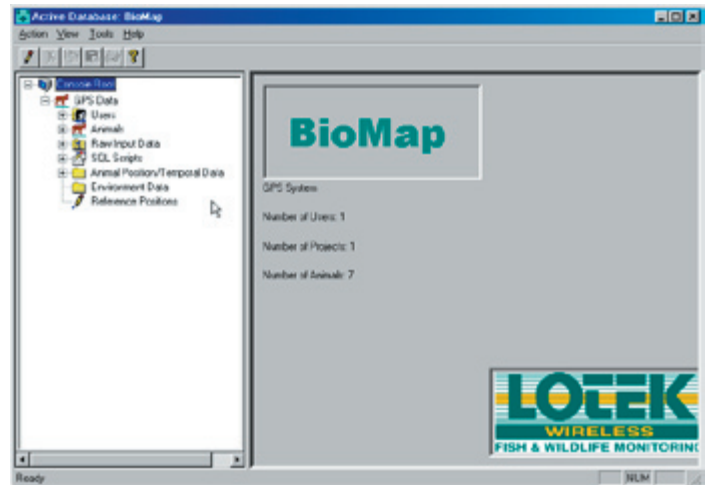 Active Database: BioMap
Action View Tools Help
Console Root
GPS Data
Users
Animals
Raw Input Data
SQL Scripts
Animal Position/Temporal Data
Environment Data
Reference Positions
BioMap
GPS System
Number of Users: 1
Number of Projects: 1
Number of Animals: 7
LOTEK
WIRELESS
FISH & WILDLIFE MONITORING
Ready
NUM